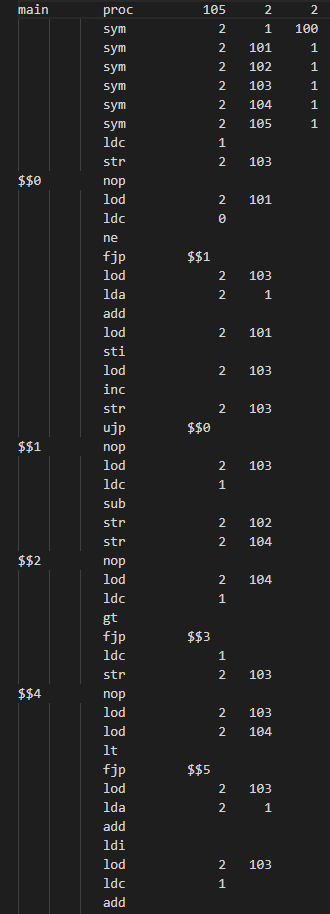 main proc 105 2 2
sym 2 1 100
sym 2 101 1
sym 2 102 1
sym 2 103 1
sym 2 104 1
sym 2 105 1
ldc 1
str 2 103
$$0 nop
lod 2 101
ldc 0
ne
fjp $$1
lod 2 103
lda 2 1
add
lod 2 101
sti
lod 2 103
inc
str 2 103
ujp $$0
$$1 nop
lod 2 103
ldc 1
sub
str 2 102
str 2 104
$$2 nop
lod 2 104
ldc 1
gt
fjp $$3
ldc 1
str 2 103
$$4 nop
lod 2 103
lod 2 104
lt
fjp $$5
lod 2 103
lda 2 1
add
ldi
lod 2 103
ldc 1
add